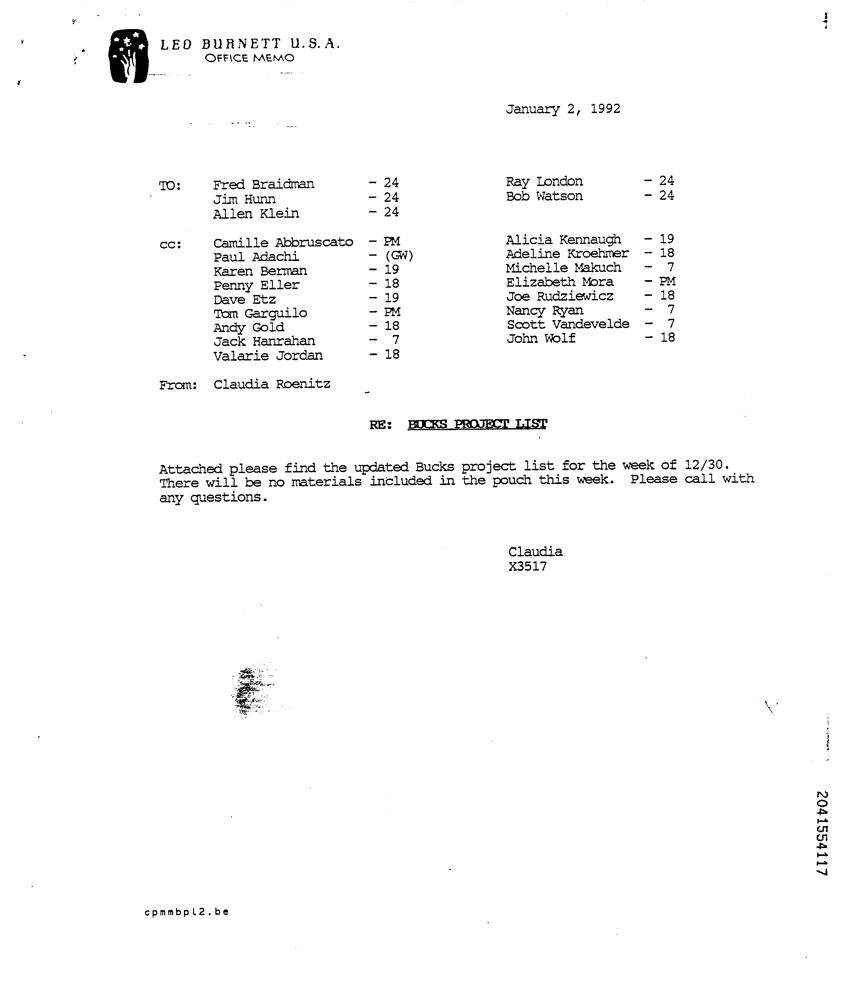 LEO BURNETT U.S.A.
OFFICE MEMO
January 2, 1992
TO: Fred Braidman - 24 Ray London - 24
Jim Hunn - 24 Bob Watson - 24
Allen Klein - 24
cc: Camille Abbruscato - PM Alicia Kennaugh - 19
Paul Adachi - (GW) Adeline Kroehmer - 18
Karen Berman - 19 Michelle Makuch - 7
Penny Eller - 18 Elizabeth Mora - PM
Dave Etz - 19 Joe Rudziewicz - 18
Tom Garguilo - PM Nancy Ryan - 7
Andy Gold - 18 Scott Vandevelde - 7
Jack Hanrahan - 7 John Wolf - 18
Valarie Jordan - 18
From: Claudia Roenitz
RE: BUCKS PROJECT LIST
Attached please find the updated Bucks project list for the week of 12/30.
There will be no materials included in the pouch this week. Please call with
any questions.
Claudia
X3517
2041554117
cpmmbpl2.be